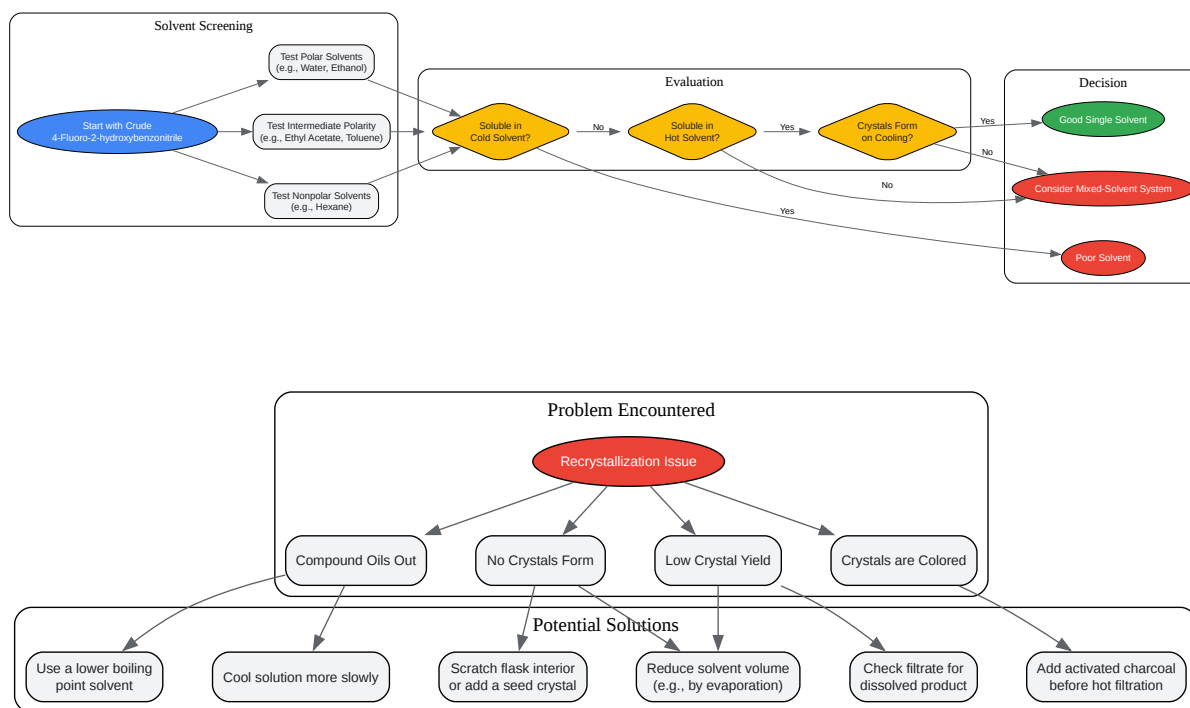 Solvent Screening
Test Polar Solvents
(e.g., Water, Ethanol)
Start with Crude
4-Fluoro-2-hydroxybenzonitrile
Test Intermediate Polarity
(e.g., Ethyl Acetate, Toluene)
Test Nonpolar Solvents
(e.g., Hexane)
Evaluation
Soluble in
Cold Solvent?
No
Soluble in
Hot Solvent?
Yes
Crystals Form
on Cooling?
Yes
No
No
Yes
Decision
Good Single Solvent
Consider Mixed-Solvent System
Poor Solvent
Problem Encountered
Recrystallization Issue
Compound Oils Out
No Crystals Form
Low Crystal Yield
Crystals are Colored
Potential Solutions
Use a lower boiling
point solvent
Cool solution more slowly
Scratch flask interior
or add a seed crystal
Reduce solvent volume
(e.g., by evaporation)
Check filtrate for
dissolved product
Add activated charcoal
before hot filtration